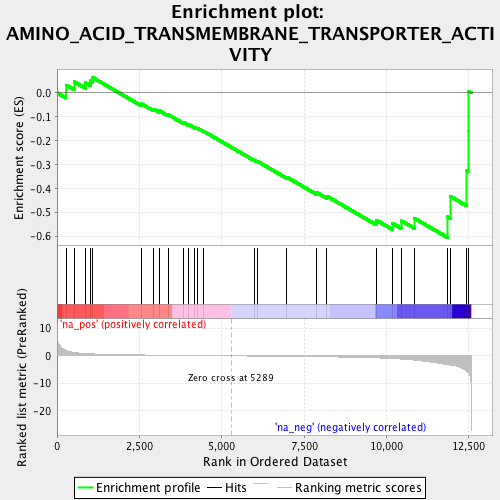 Enrichment plot:
AMINO_ACID_TRANSMEMBRANE_TRANSPORTER_ACTI
VITY
Enrichment score (ES)
0.1
0.0
-0.1
-0.2
-0.3
-0.4
-0.5
-0.6
'na_pos' (positively correlated)
Ranked list metric (PreRanked)
10
0
-10
-20
Zero cross at 5289
'na_neg' (negatively correlated)
0
2,500
5,000
7,500
10,000
12,500
Rank in Ordered Dataset
Enrichment profile
Hits
Ranking metric scores